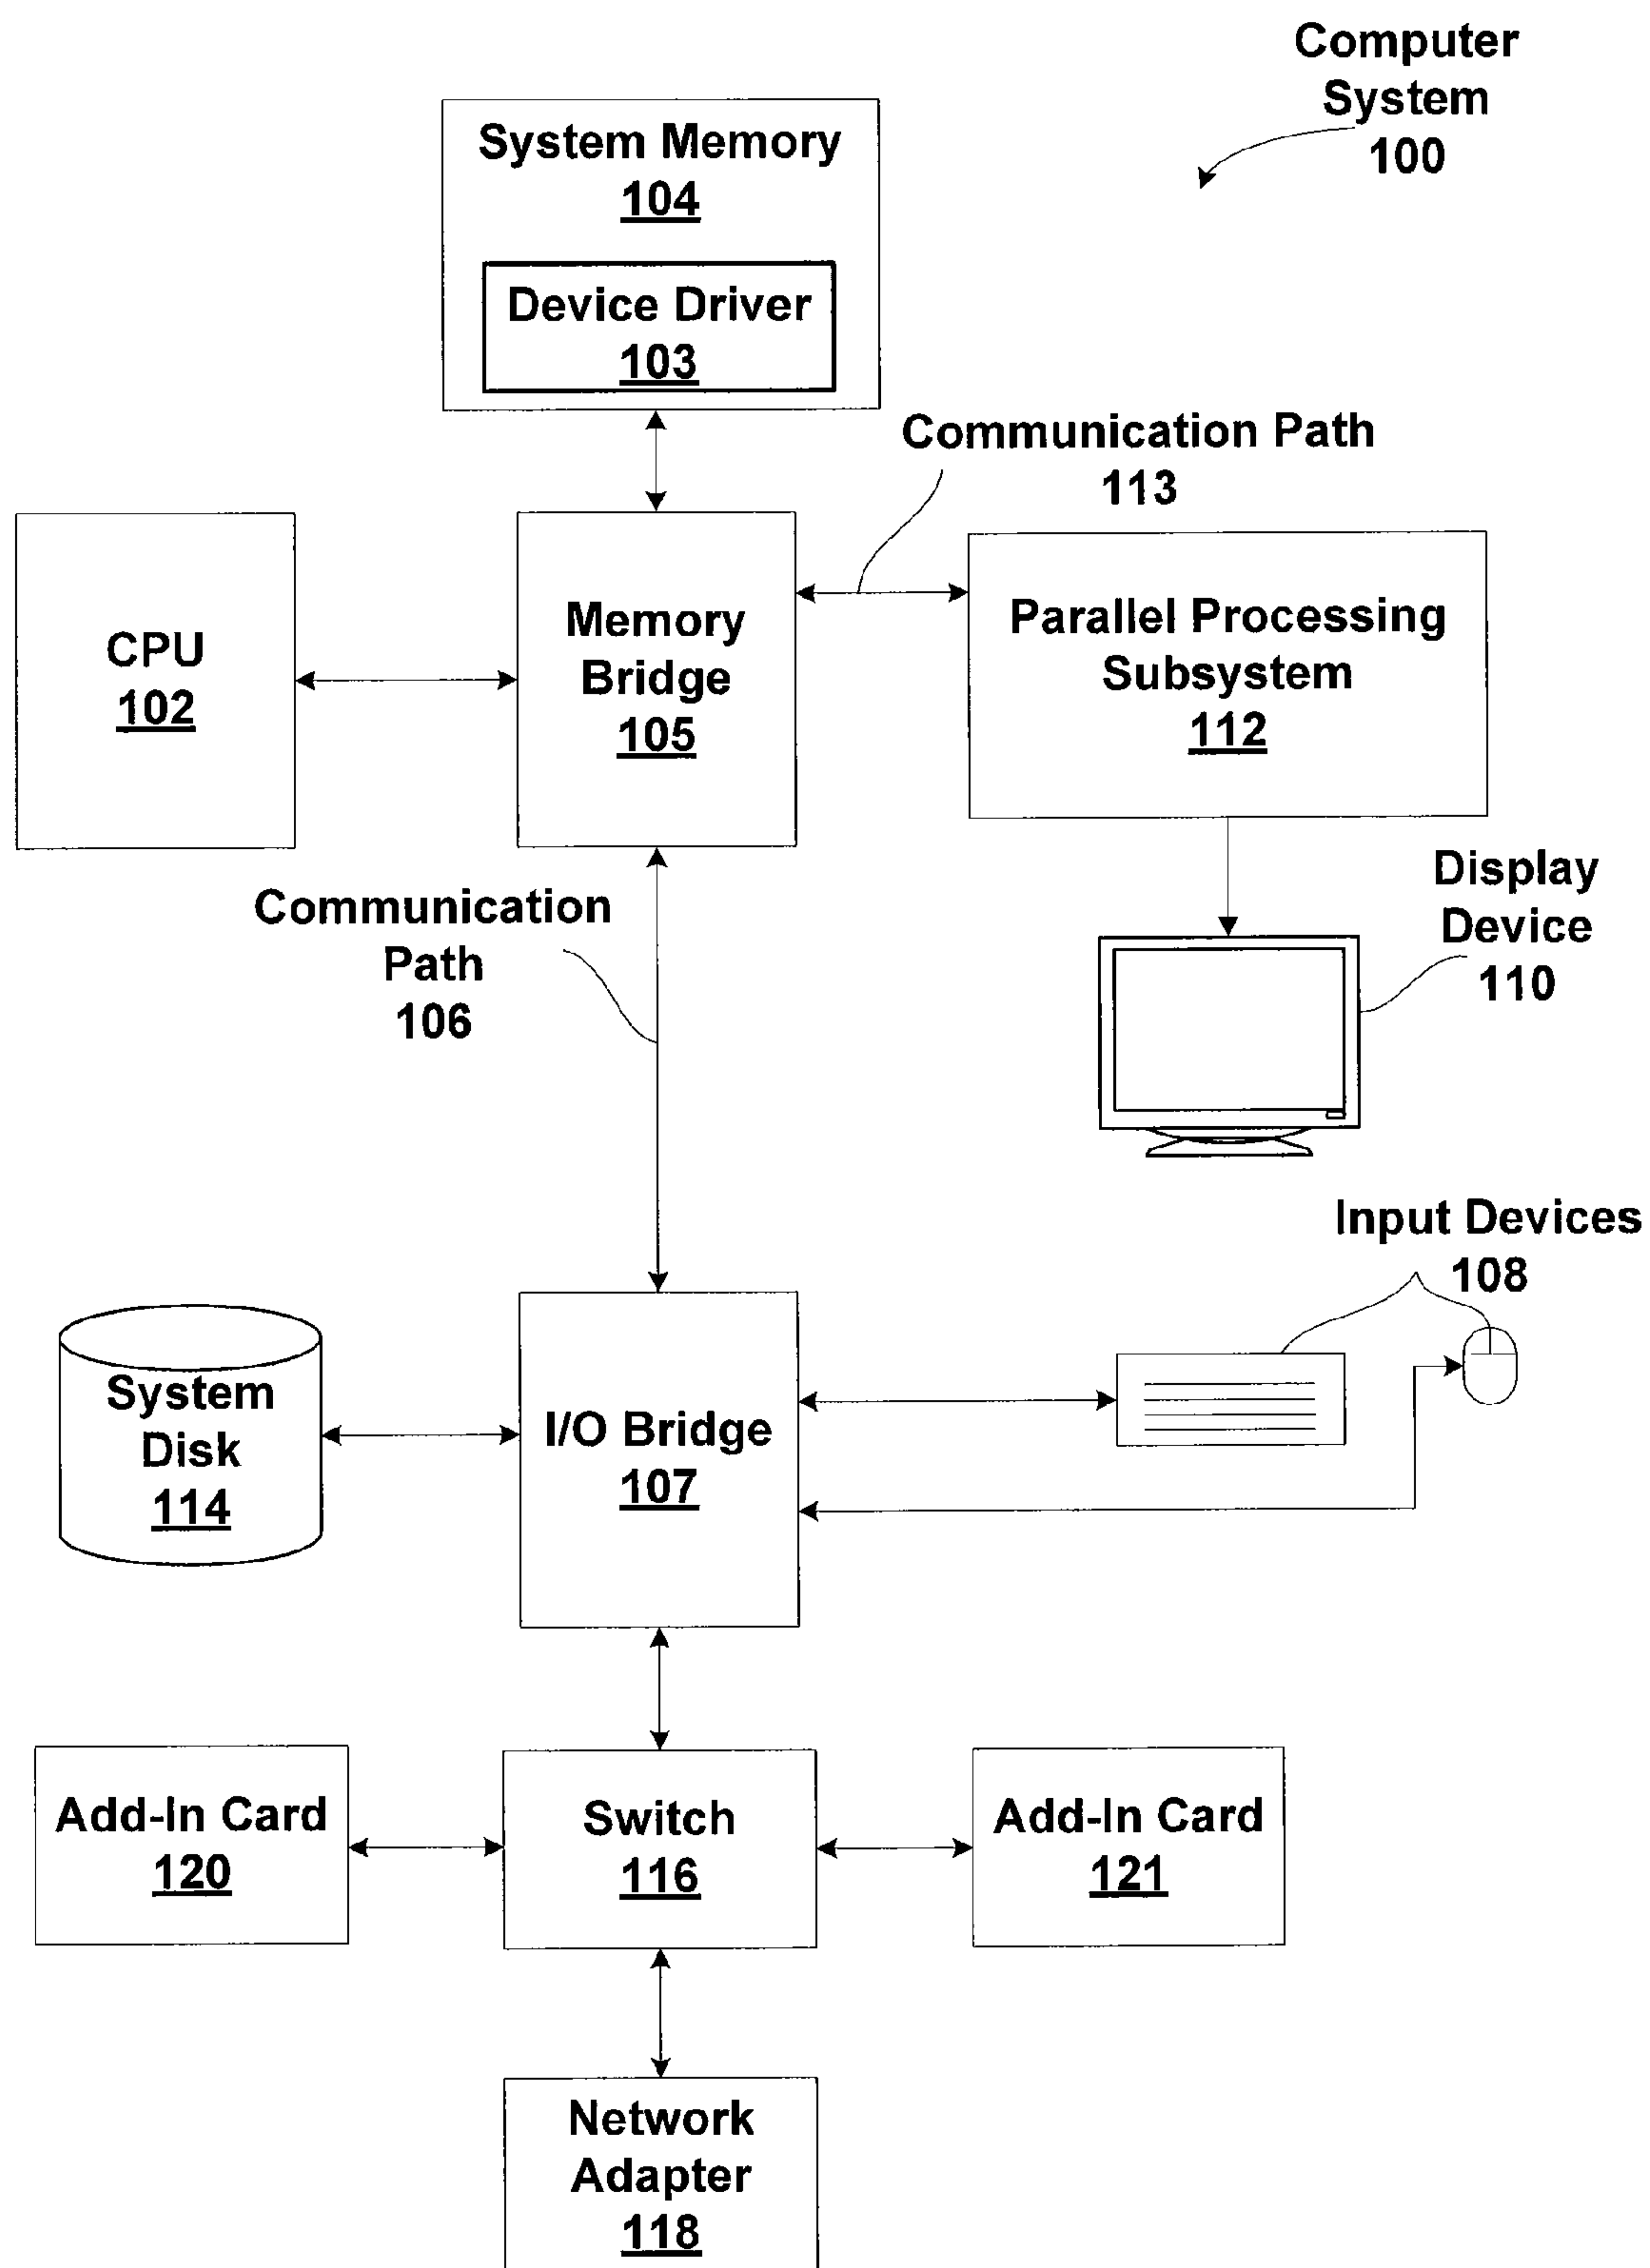 Computer
System
100
System Memory
104
Device Driver
103
Communication Path
113
CPU
102
Memory
Bridge
105
Parallel Processing
Subsystem
112
Communication
Path
106
Display
Device
110
Input Devices
108
System
Disk
114
I/O Bridge
107
Add-In Card
120
Switch
116
Add-In Card
121
Network
Adapter
118